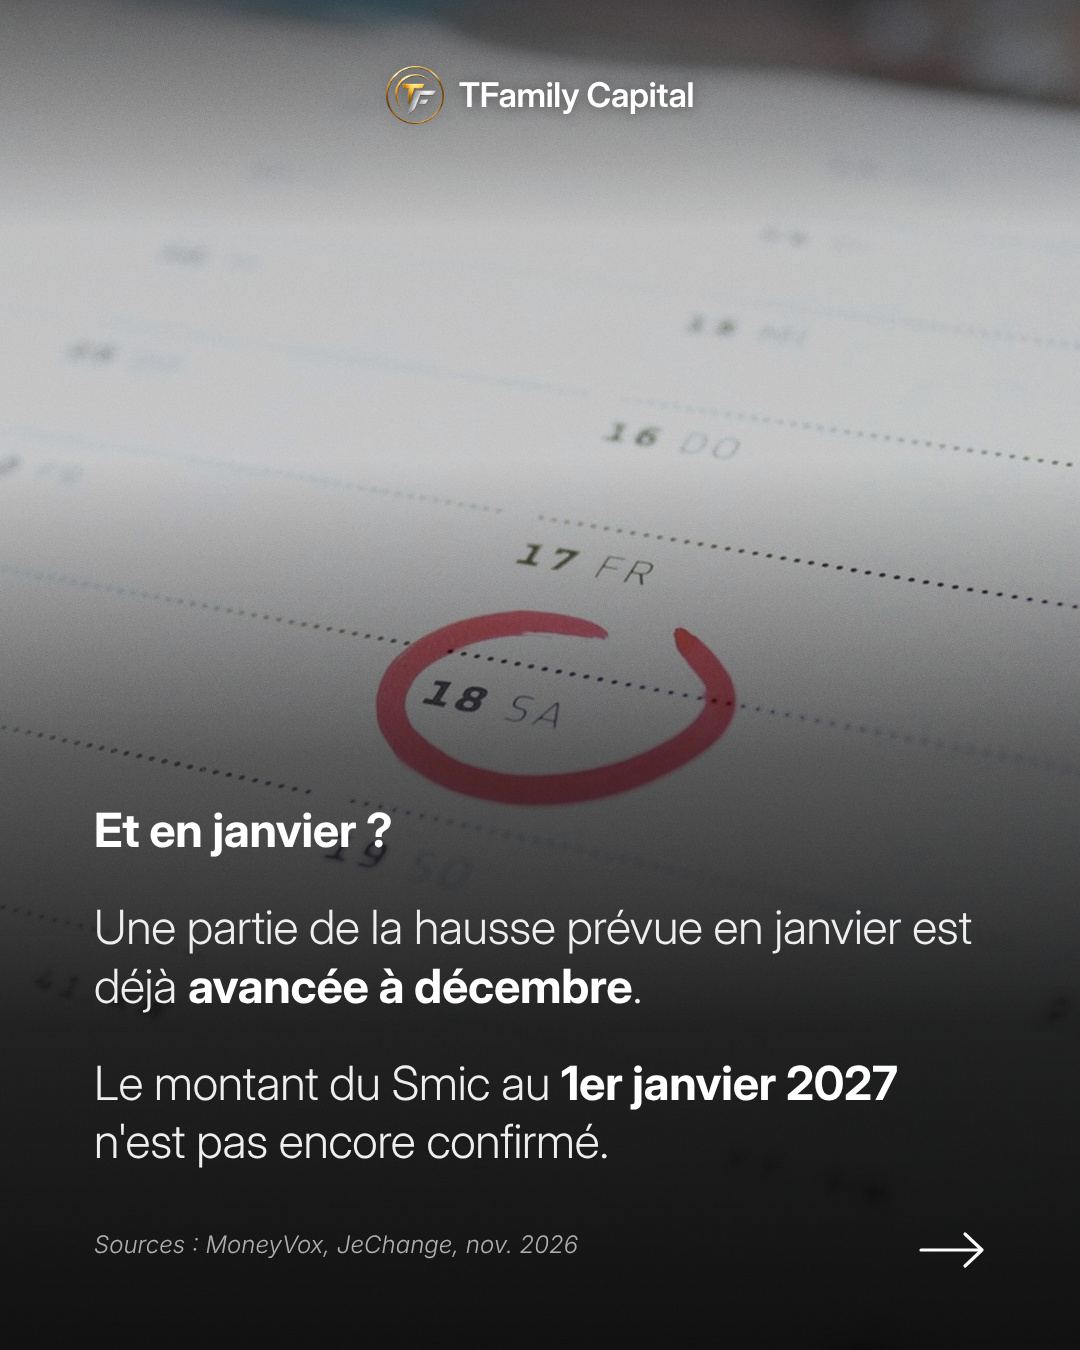 TFamily Capital
16 DO
17 FR
18 SA
Et en janvier ?
19 SO
Une partie de la hausse prévue en janvier est
déjà avancée à décembre.
Le montant du Smic au 1er janvier 2027
n'est pas encore confirmé.
Sources : MoneyVox, JeChange, nov. 2026